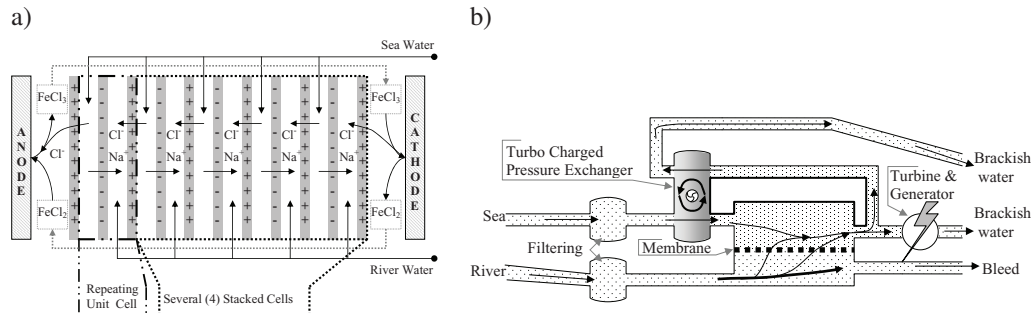 a)
b)
Sea Water
FeCl3
FeCl3
ANODE
CATHODE
Cl-
Cl- Cl- Cl- Cl- Cl-
Na+ Na+ Na+ Na+ Na+
FeCl2
FeCl2
River Water
Repeating
Unit Cell
Several (4) Stacked Cells
Turbo Charged
Pressure Exchanger
Brackish
water
Turbine &
Generator
Sea
Brackish
water
Filtering
Membrane
River
Bleed